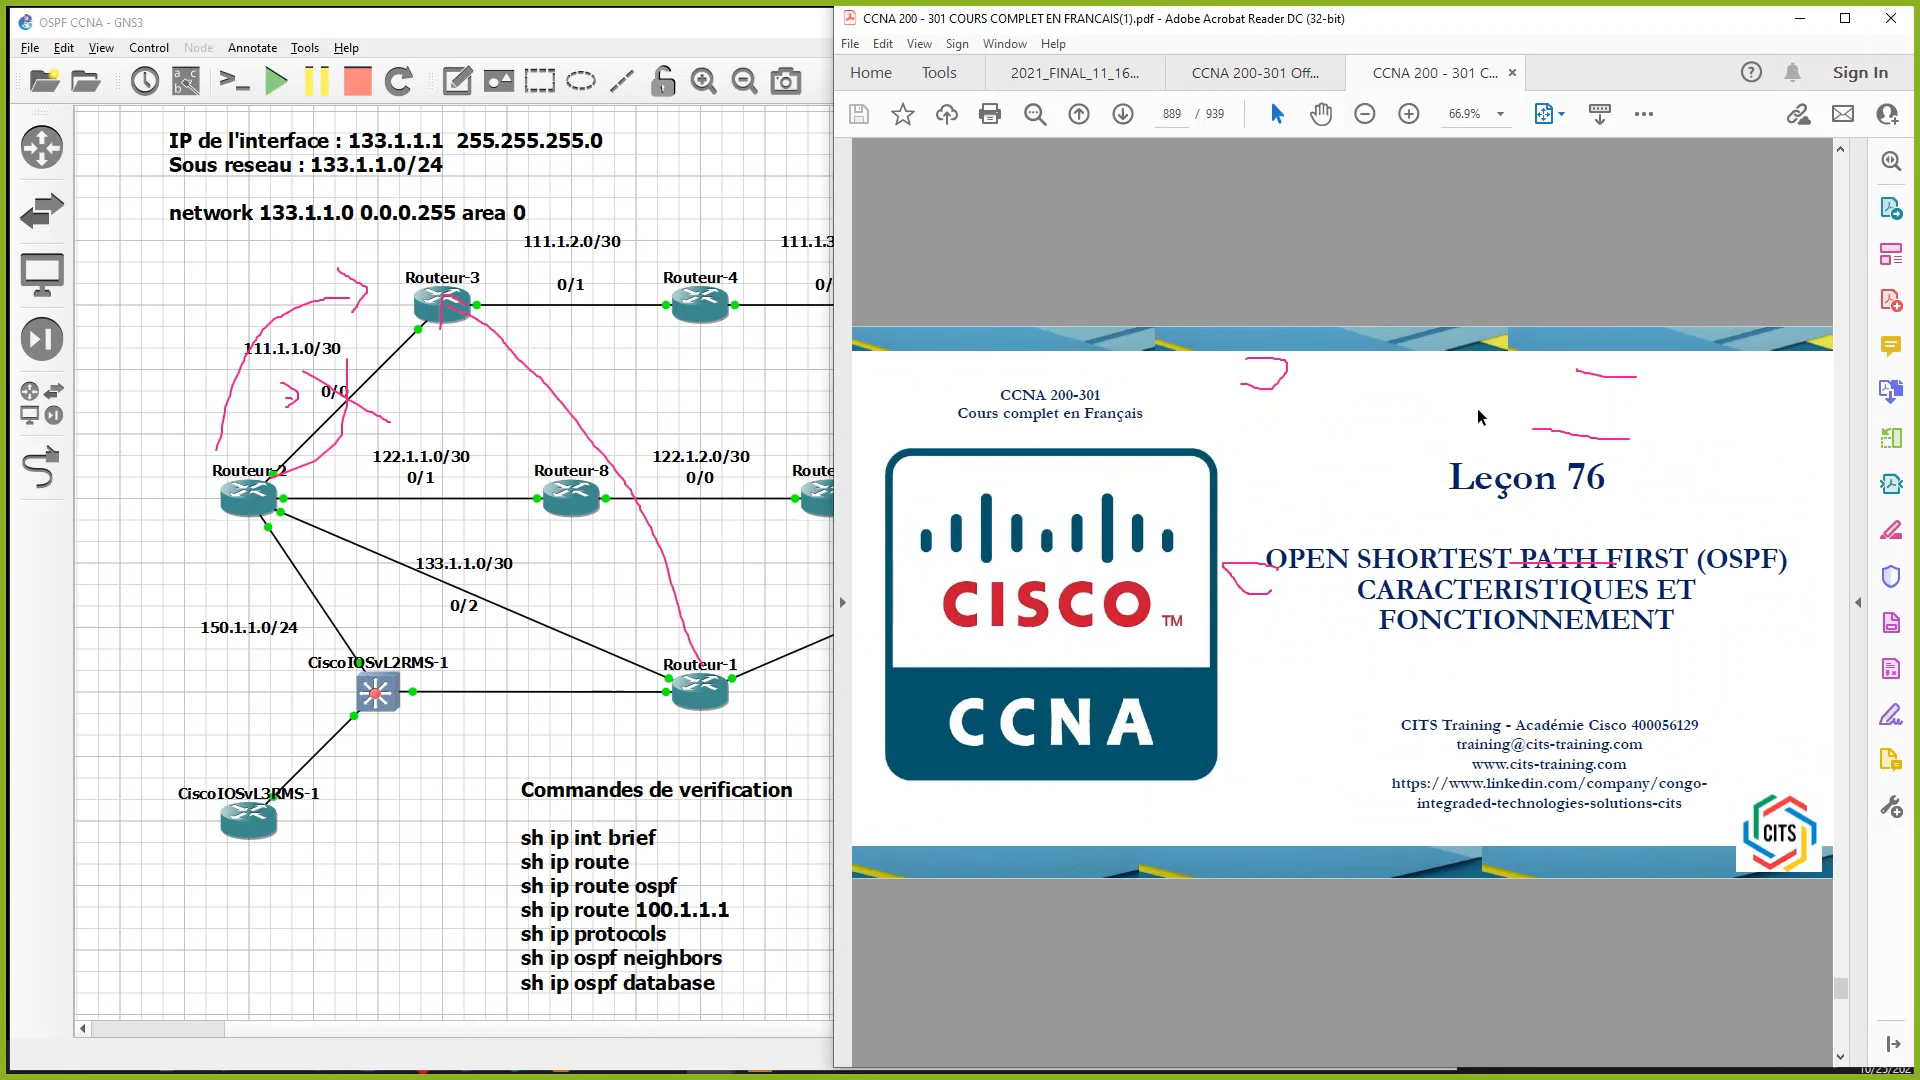 OSPF CCNA - GNS3
File Edit View Control Node Annotate Tools Help
IP de l'interface : 133.1.1.1 255.255.255.0
Sous reseau : 133.1.1.0/24
network 133.1.1.0 0.0.0.255 area 0
111.1.2.0/30
111.1.3
Routeur-3
0/1
Routeur-4
0/
111.1.1.0/30
0/0
Routeur-2
122.1.1.0/30
0/1
Routeur-8
122.1.2.0/30
0/0
Route
133.1.1.0/30
0/2
150.1.1.0/24
CiscoIOSvL2RMS-1
Routeur-1
CiscoIOSvL3RMS-1
Commandes de verification
sh ip int brief
sh ip route
sh ip route ospf
sh ip route 100.1.1.1
sh ip protocols
sh ip ospf neighbors
sh ip ospf database
CCNA 200 - 301 COURS COMPLET EN FRANCAIS(1).pdf - Adobe Acrobat Reader DC (32-bit)
File Edit View Sign Window Help
Home Tools 2021_FINAL_11_16... CCNA 200-301 Off... CCNA 200 - 301 C... Sign In
889 / 939 66.9%
CCNA 200-301
Cours complet en Français
CISCO TM
CCNA
Leçon 76
OPEN SHORTEST PATH FIRST (OSPF)
CARACTERISTIQUES ET
FONCTIONNEMENT
CITS Training - Académie Cisco 400056129
training@cits-training.com
www.cits-training.com
https://www.linkedin.com/company/congo-
integraded-technologies-solutions-cits
CITS